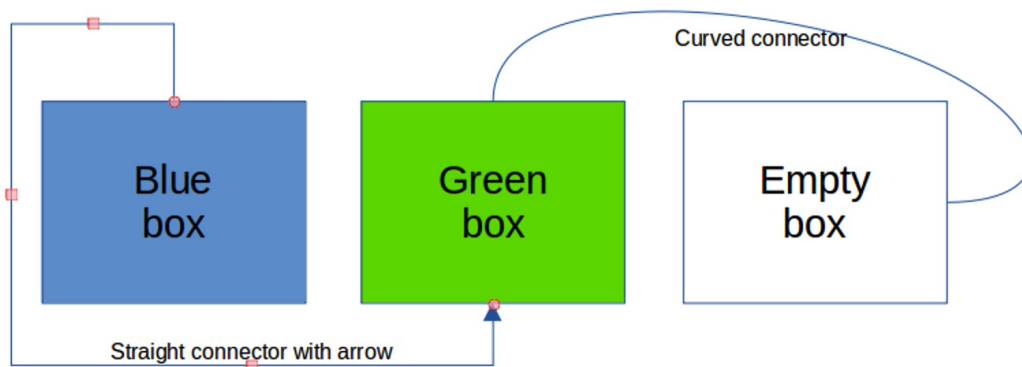 Curved connector
Blue
box
Green
box
Empty
box
Straight connector with arrow